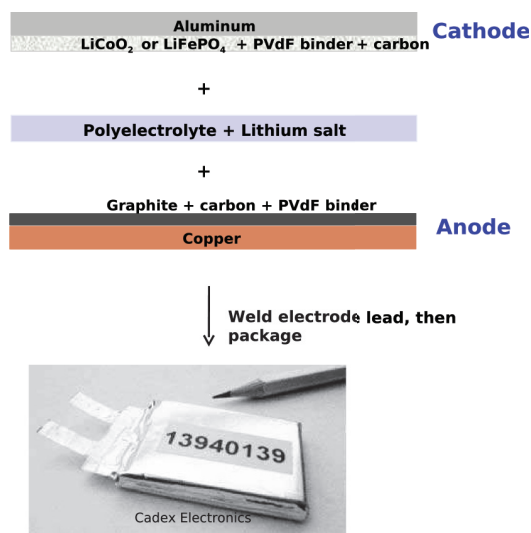 Aluminum
LiCoO₂ or LiFePO₄ + PVdF binder + carbon
Cathode
+
Polyelectrolyte + Lithium salt
+
Graphite + carbon + PVdF binder
Anode
Copper
Weld electrode lead, then
package
13940139
Cadex Electronics